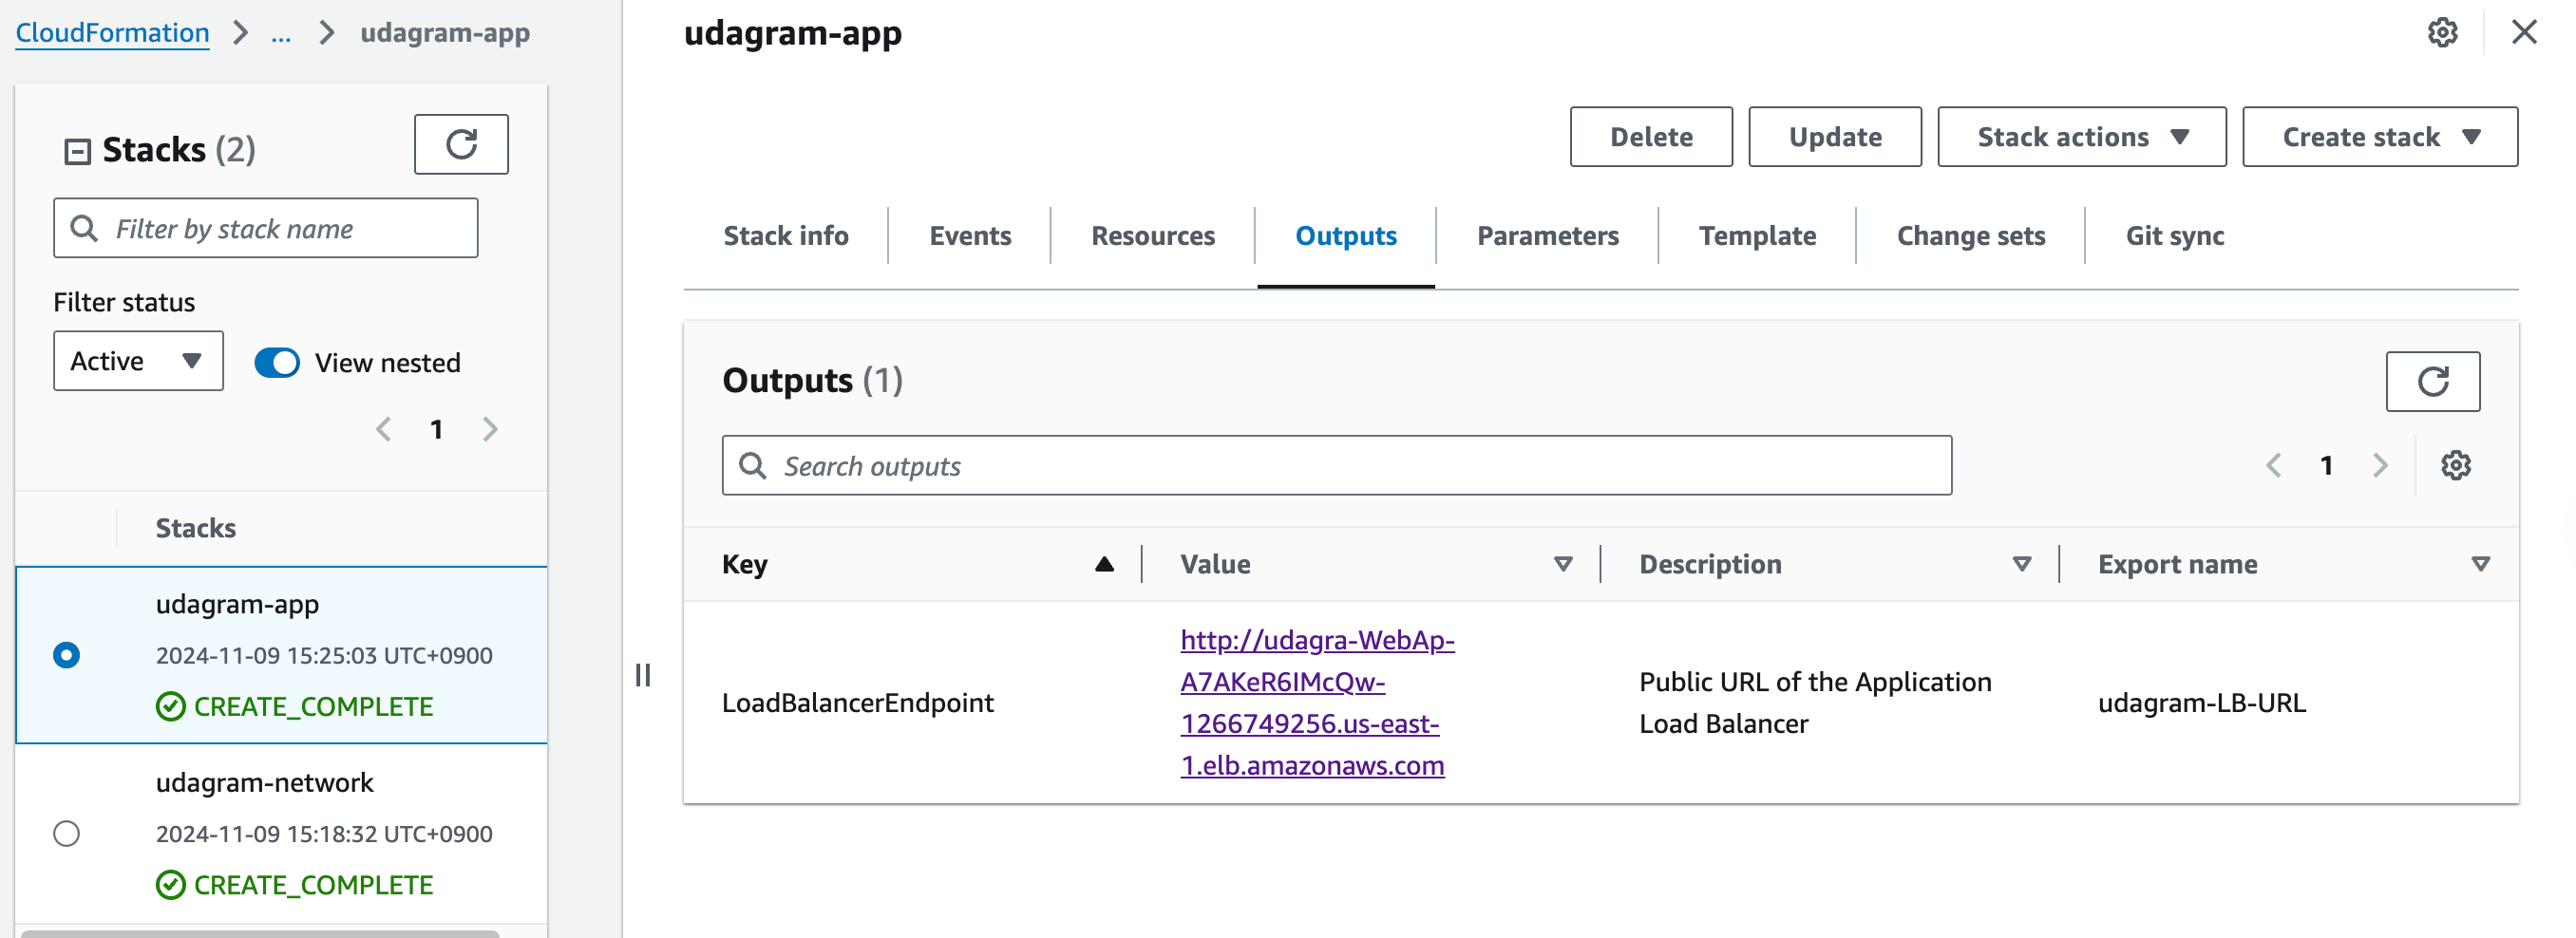 CloudFormation > ... > udagram-app
Stacks (2)
Filter by stack name
Filter status
Active
View nested
1
Stacks
udagram-app
2024-11-09 15:25:03 UTC+0900
CREATE_COMPLETE
udagram-network
2024-11-09 15:18:32 UTC+0900
CREATE_COMPLETE
udagram-app
Delete
Update
Stack actions
Create stack
Stack info
Events
Resources
Outputs
Parameters
Template
Change sets
Git sync
Outputs (1)
Search outputs
1
Key
Value
Description
Export name
LoadBalancerEndpoint
http://udagra-WebAp-
A7AKeR6IMcQw-
1266749256.us-east-
1.elb.amazonaws.com
Public URL of the Application
Load Balancer
udagram-LB-URL